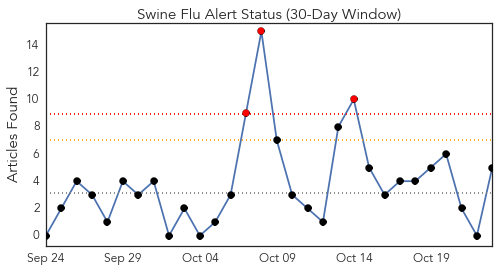 Swine Flu Alert Status (30-Day Window)
Articles Found
14
12
10
8
6
4
2
0
Sep 24 Sep 29 Oct 04 Oct 09 Oct 14 Oct 19